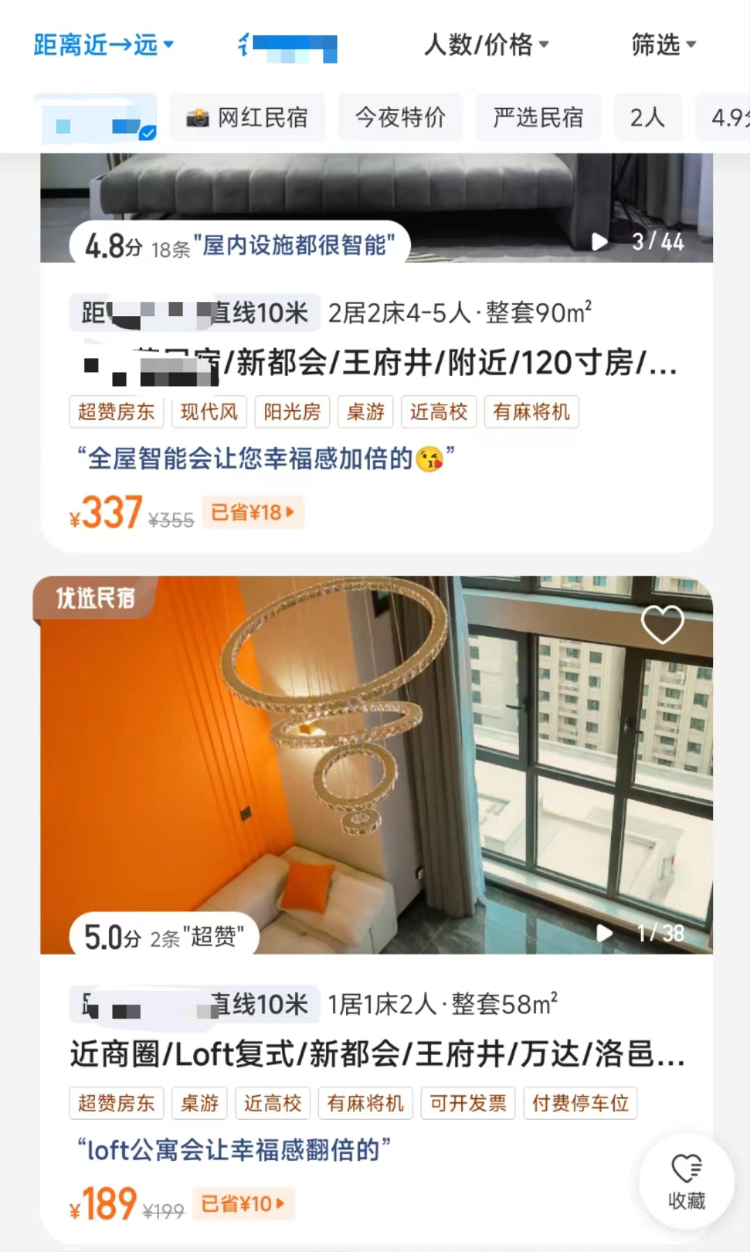 距离近→远
人数/价格
筛选
网红民宿
今夜特价
严选民宿
2人
4.9分
4.8分 18条"屋内设施都很智能"
3/44
距 直线10米 2居2床4-5人·整套90m²
/新都会/王府井/附近/120寸房/...
超赞房东 现代风 阳光房 桌游 近高校 有麻将机
“全屋智能会让您幸福感加倍的😘”
¥337 ¥355 已省¥18
优选民宿
5.0分 2条"超赞"
1/38
直线10米 1居1床2人·整套58m²
近商圈/Loft复式/新都会/王府井/万达/洛邑...
超赞房东 桌游 近高校 有麻将机 可开发票 付费停车位
“loft公寓会让幸福感翻倍的”
¥189 ¥199 已省¥10
收藏